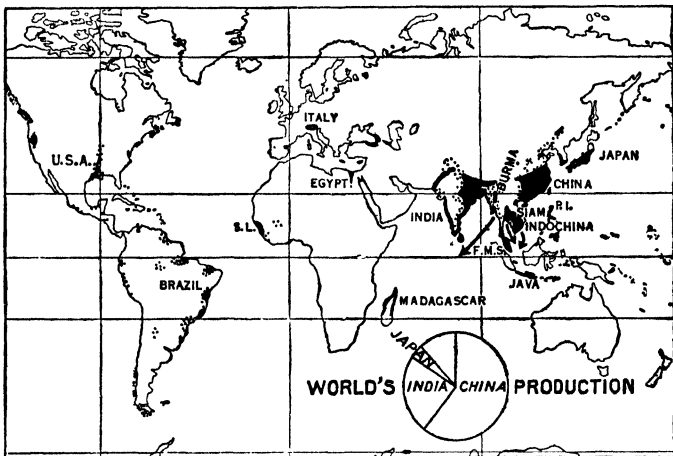 ITALY
U.S.A.
BURMA
JAPAN
EGYPT
CHINA
INDIA
SIAM
P.I.
S.L.
INDOCHINA
F.M.S.
BRAZIL
JAVA
MADAGASCAR
JAPAN
WORLD'S INDIA CHINA PRODUCTION